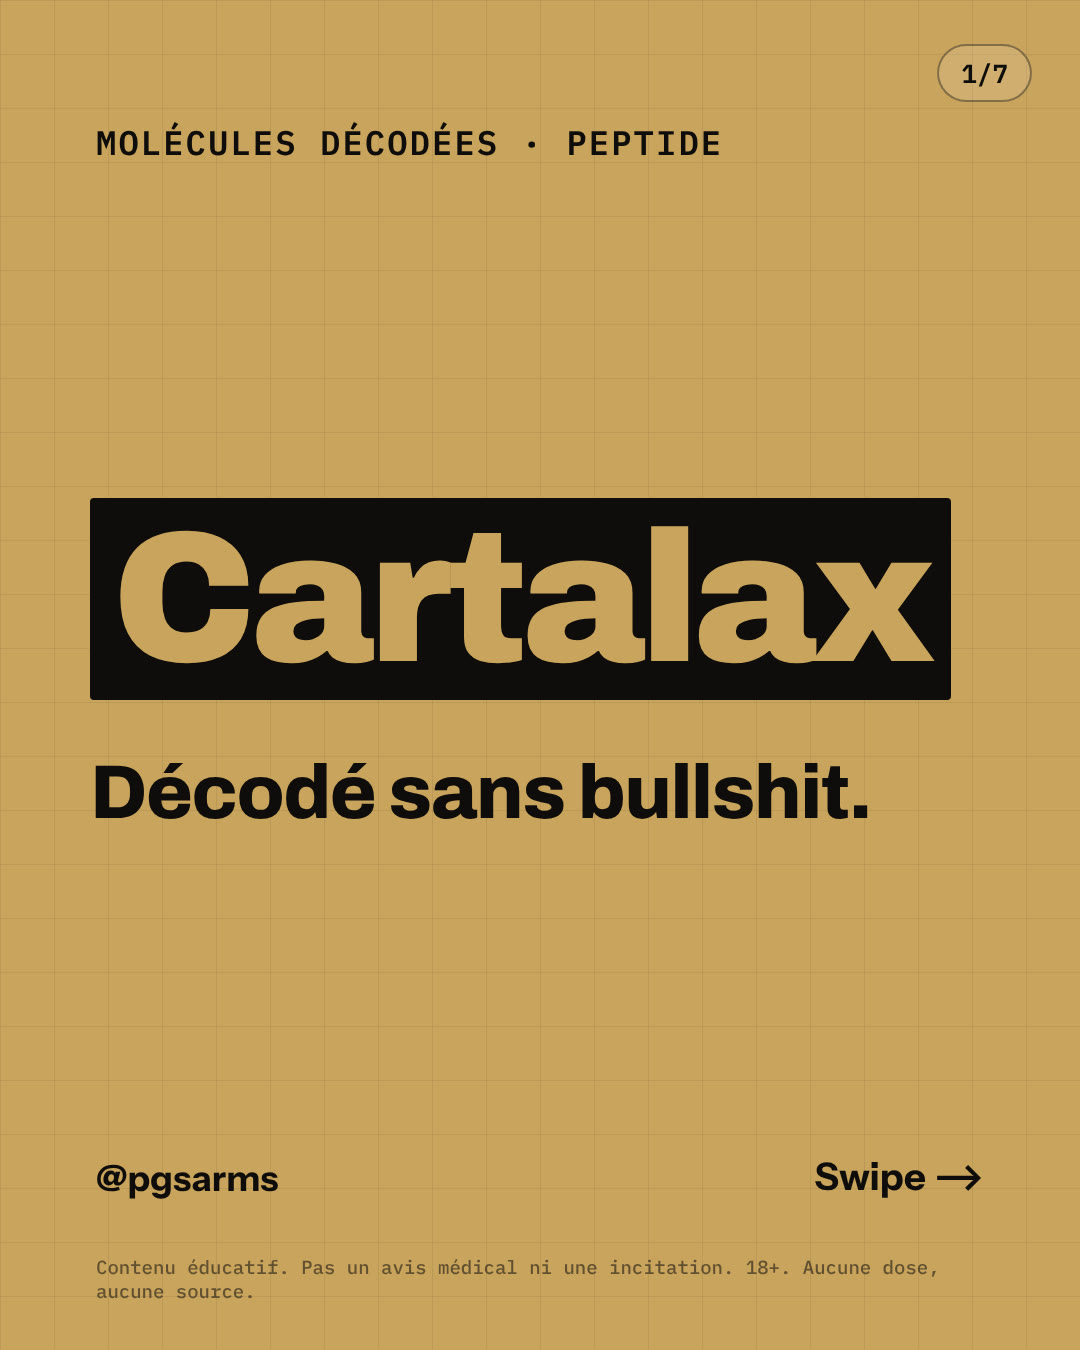 1/7
MOLÉCULES DÉCODÉES · PEPTIDE
Cartalax
Décodé sans bullshit.
@pgsarms
Swipe →
Contenu éducatif. Pas un avis médical ni une incitation. 18+. Aucune dose,
aucune source.